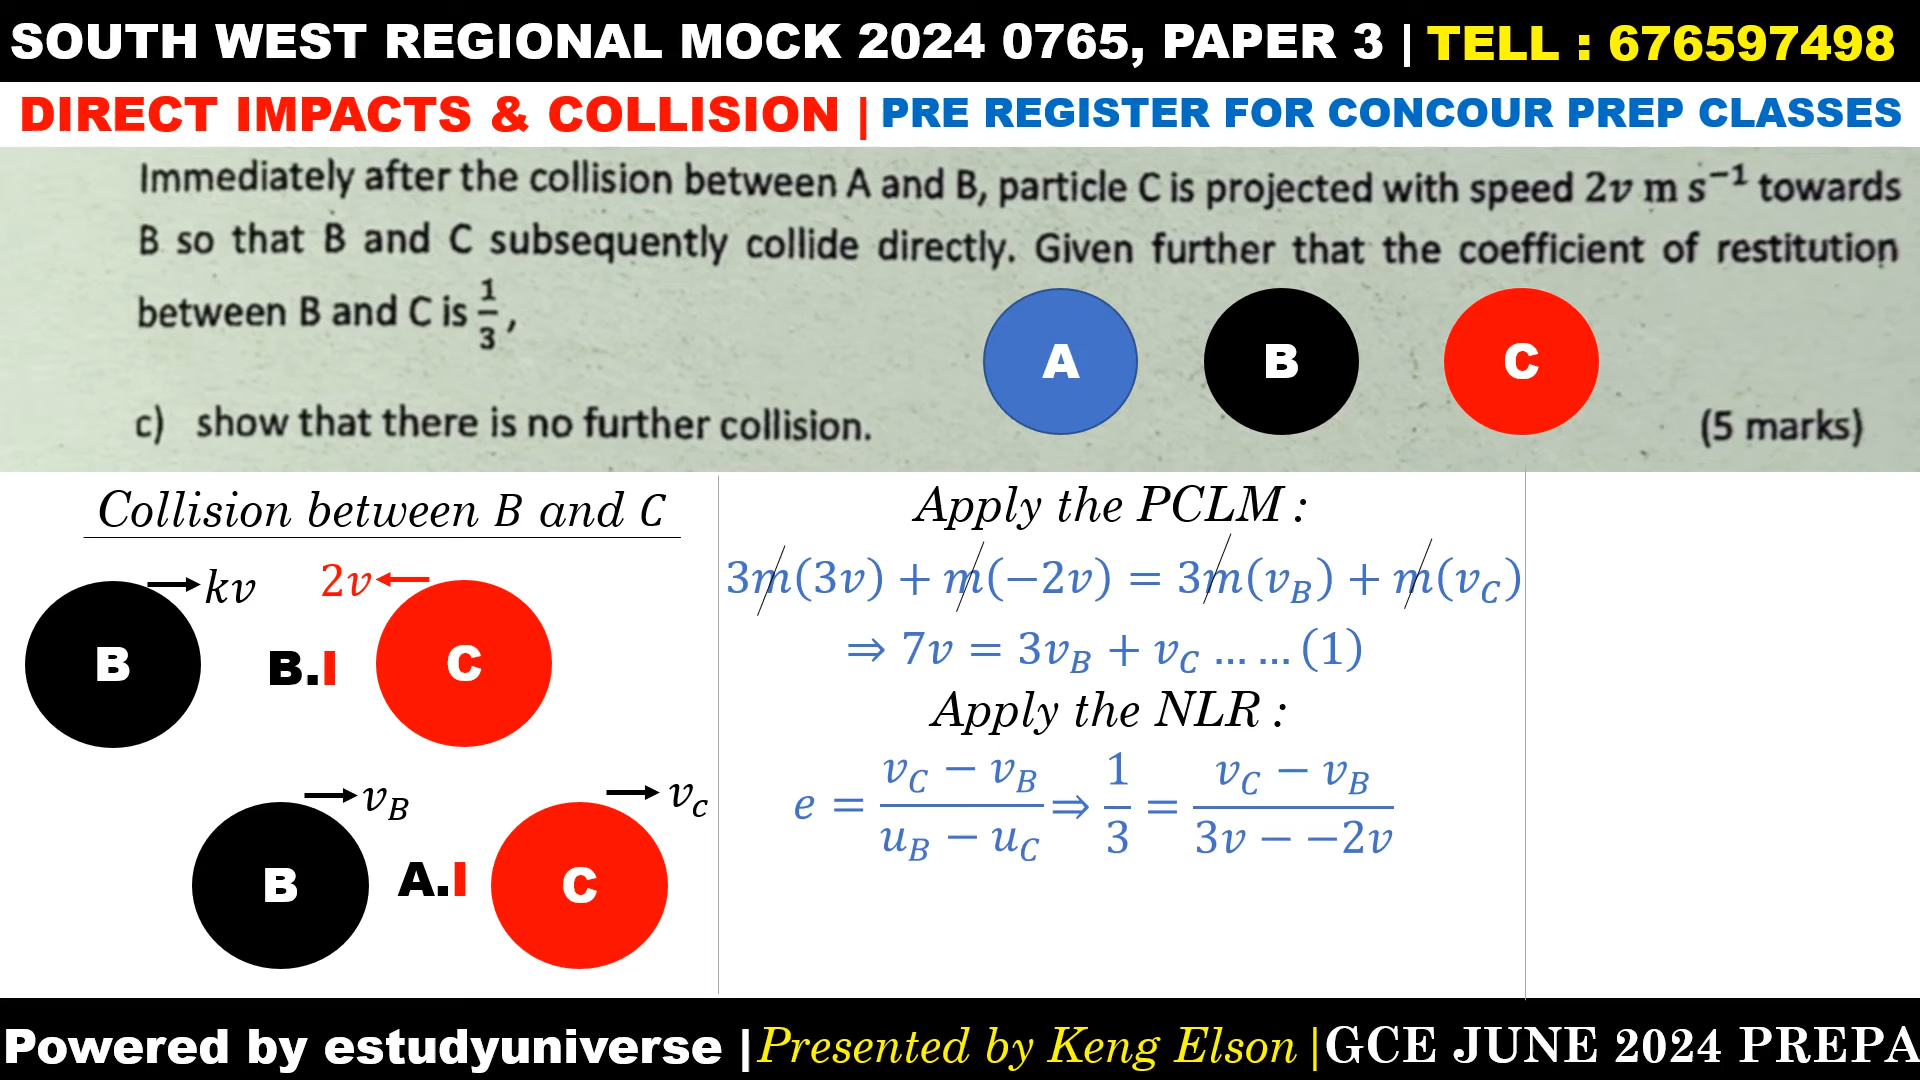 SOUTH WEST REGIONAL MOCK 2024 0765, PAPER 3 | TELL : 676597498
DIRECT IMPACTS & COLLISION | PRE REGISTER FOR CONCOUR PREP CLASSES
Immediately after the collision between A and B, particle C is projected with speed 2v m s⁻¹ towards
B so that B and C subsequently collide directly. Given further that the coefficient of restitution
between B and C is 1/3,
A B C
c) show that there is no further collision. (5 marks)
Collision between B and C
kv 2v
B B.I C
v_B v_c
B A.I C
Apply the PCLM :
3m(3v) + m(−2v) = 3m(v_B) + m(v_C)
⇒ 7v = 3v_B + v_C … … (1)
Apply the NLR :
e = (v_C − v_B)/(u_B − u_C) ⇒ 1/3 = (v_C − v_B)/(3v − −2v)
Powered by estudyuniverse | Presented by Keng Elson | GCE JUNE 2024 PREPA